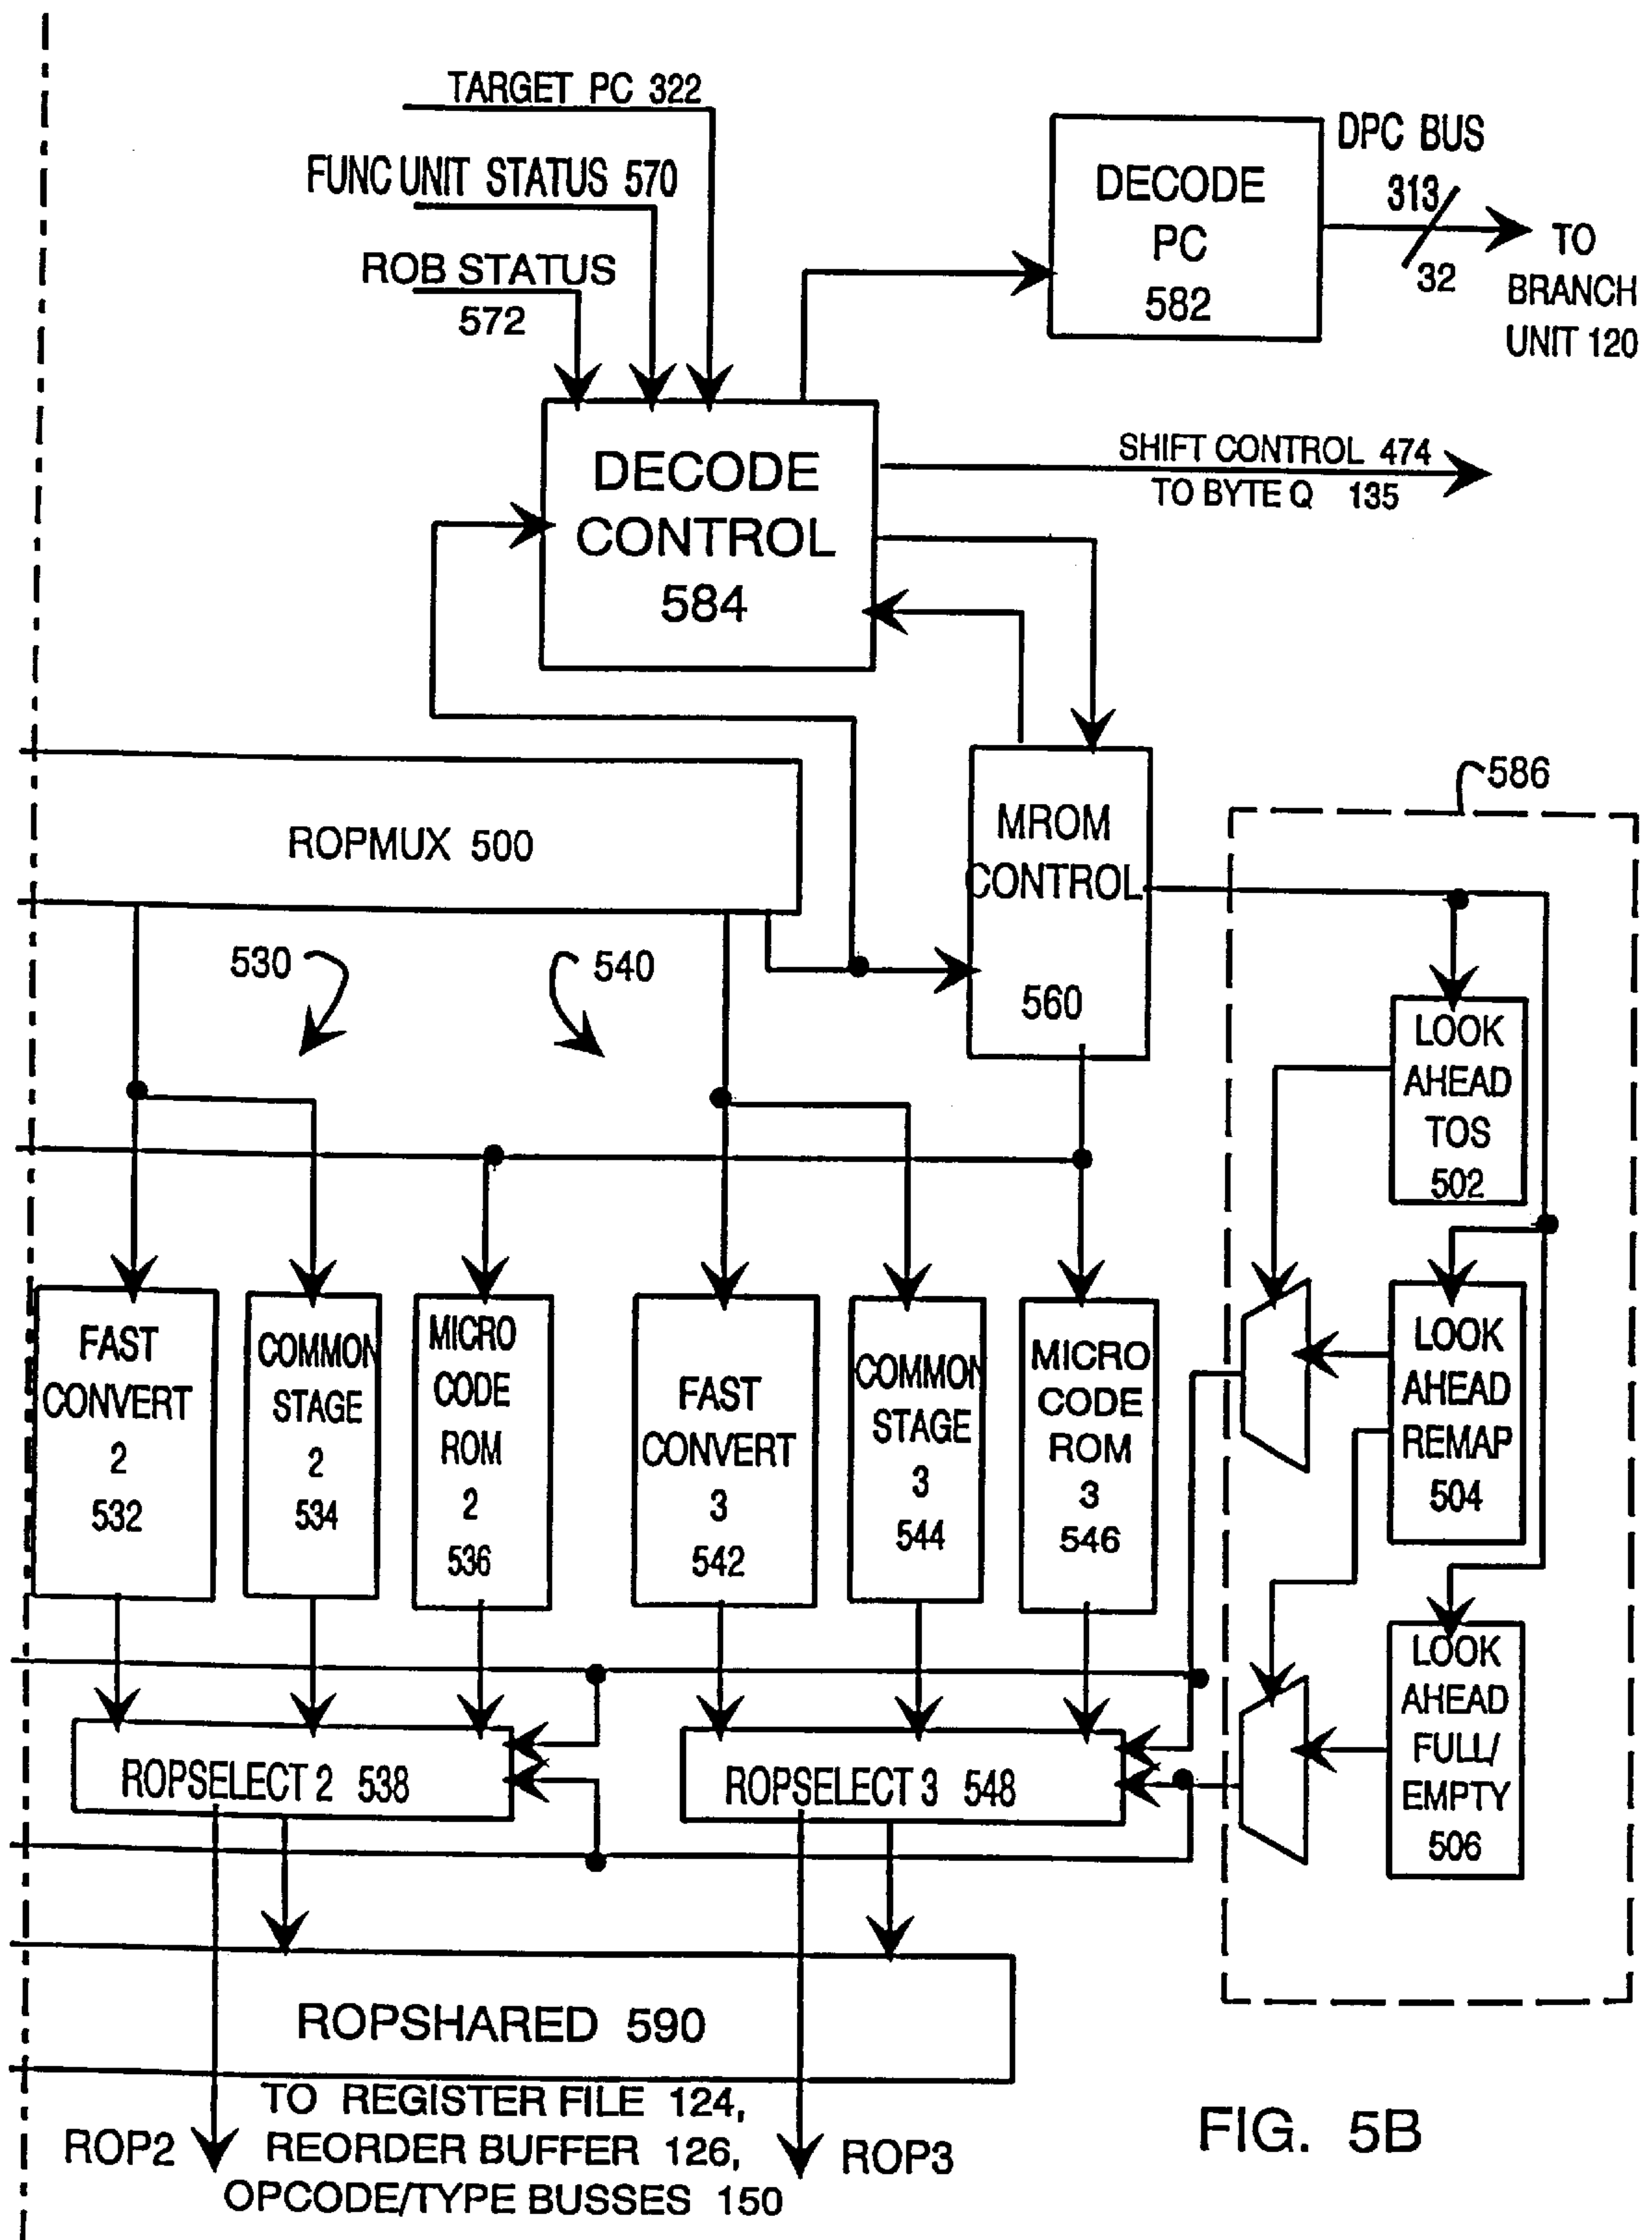 TARGET PC 322
FUNC UNIT STATUS 570
ROB STATUS
572
DECODE
PC
582
DPC BUS
313
32
TO
BRANCH
UNIT 120
DECODE
CONTROL
584
SHIFT CONTROL 474
TO BYTE Q 135
ROPMUX 500
MROM
CONTROL
560
586
530
540
LOOK
AHEAD
TOS
502
LOOK
AHEAD
REMAP
504
LOOK
AHEAD
FULL/
EMPTY
506
FAST
CONVERT
2
532
COMMON
STAGE
2
534
MICRO
CODE
ROM
2
536
FAST
CONVERT
3
542
COMMON
STAGE
3
544
MICRO
CODE
ROM
3
546
ROPSELECT 2 538
ROPSELECT 3 548
ROPSHARED 590
TO REGISTER FILE 124,
REORDER BUFFER 126,
OPCODE/TYPE BUSSES 150
ROP2
ROP3
FIG. 5B